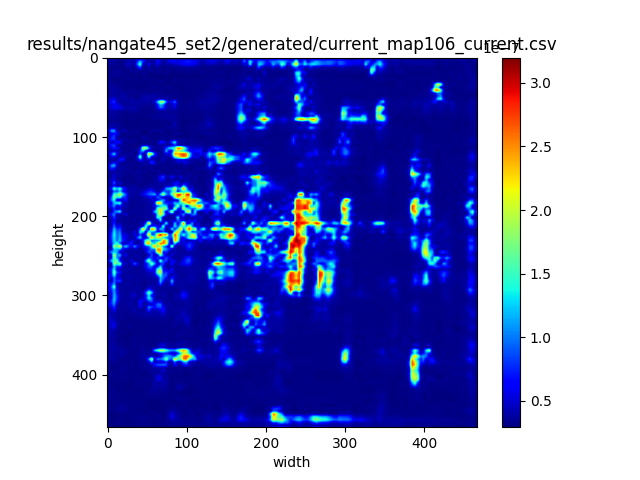 results/nangate45_set2/generated/current_map106_current.csv
1e−7
0
100
200
300
400
height
0 100 200 300 400
width
3.0
2.5
2.0
1.5
1.0
0.5